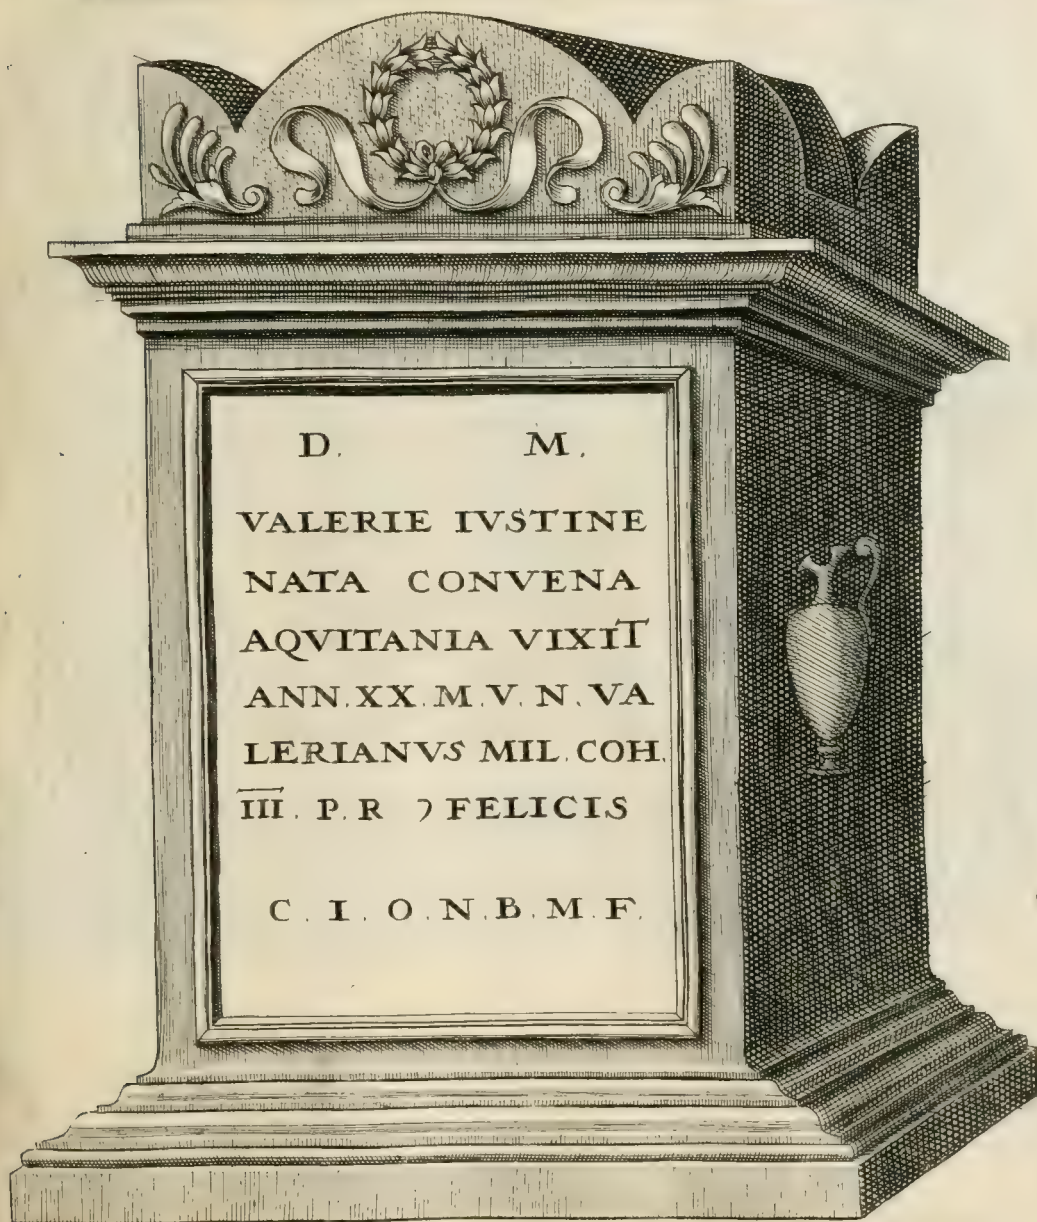 D. M.
VALERIE IVSTINE
NATA CONVENA
AQVITANIA VIXIT
ANN.XX.M.V.N.VA
LERIANVS MIL.COH.
III.P.R Ɔ FELICIS
C.I.O.N.B.M.F.